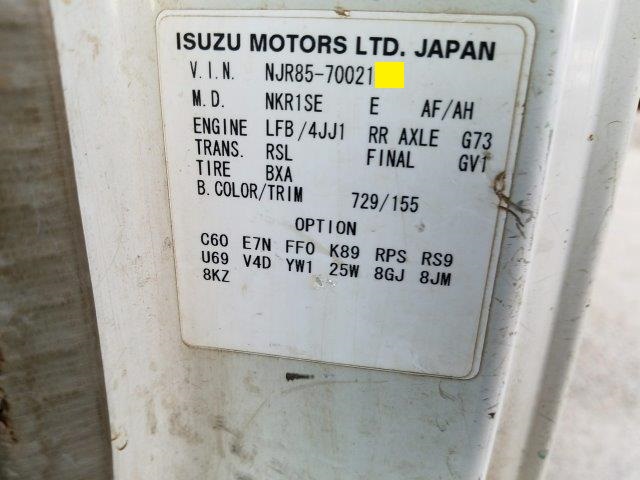 ISUZU MOTORS LTD. JAPAN
V.I.N. NJR85-70021
M.D. NKR1SE E AF/AH
ENGINE LFB/4JJ1 RR AXLE G73
TRANS. RSL FINAL GV1
TIRE BXA
B.COLOR/TRIM 729/155
OPTION
C60 E7N FF0 K89 RPS RS9
U69 V4D YW1 25W 8GJ 8JM
8KZ